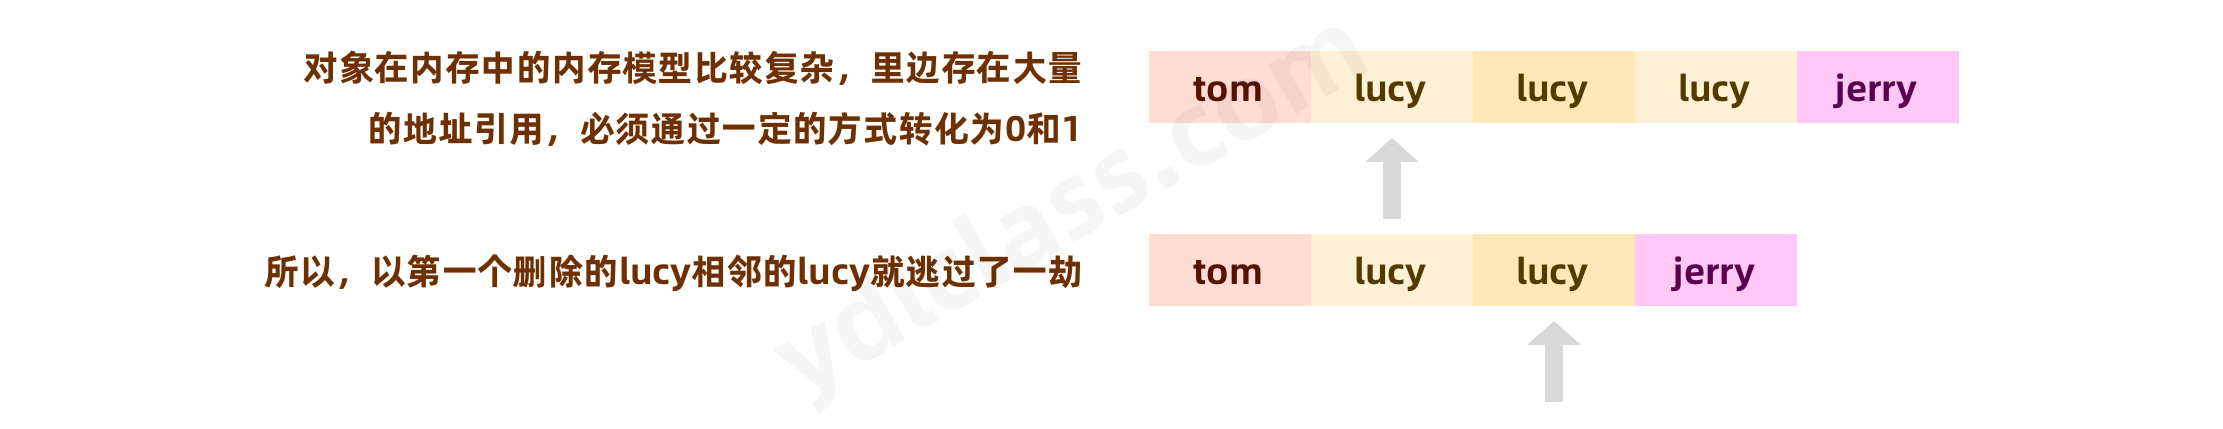 对象在内存中的内存模型比较复杂，里边存在大量
的地址引用，必须通过一定的方式转化为0和1
tom lucy lucy lucy jerry
所以，以第一个删除的lucy相邻的lucy就逃过了一劫
tom lucy lucy jerry
ydlclass.com